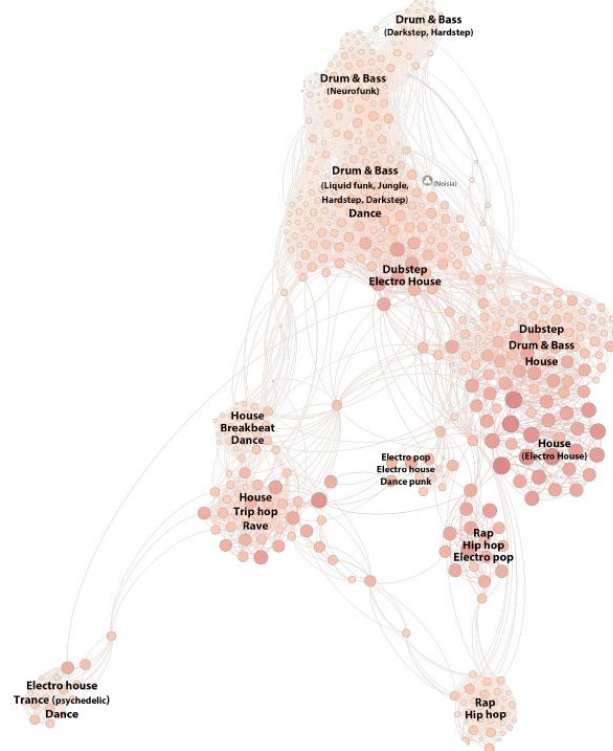 Drum & Bass
(Darkstep, Hardstep)
Drum & Bass
(Neurofunk)
Drum & Bass
(Liquid funk, Jungle,
Hardstep, Darkstep)
Dance
(Noisia)
Dubstep
Electro House
Dubstep
Drum & Bass
House
House
Breakbeat
Dance
House
(Electro House)
Electro pop
Electro house
Dance punk
House
Trip hop
Rave
Rap
Hip hop
Electro pop
Electro house
Trance (psychedelic)
Dance
Rap
Hip hop